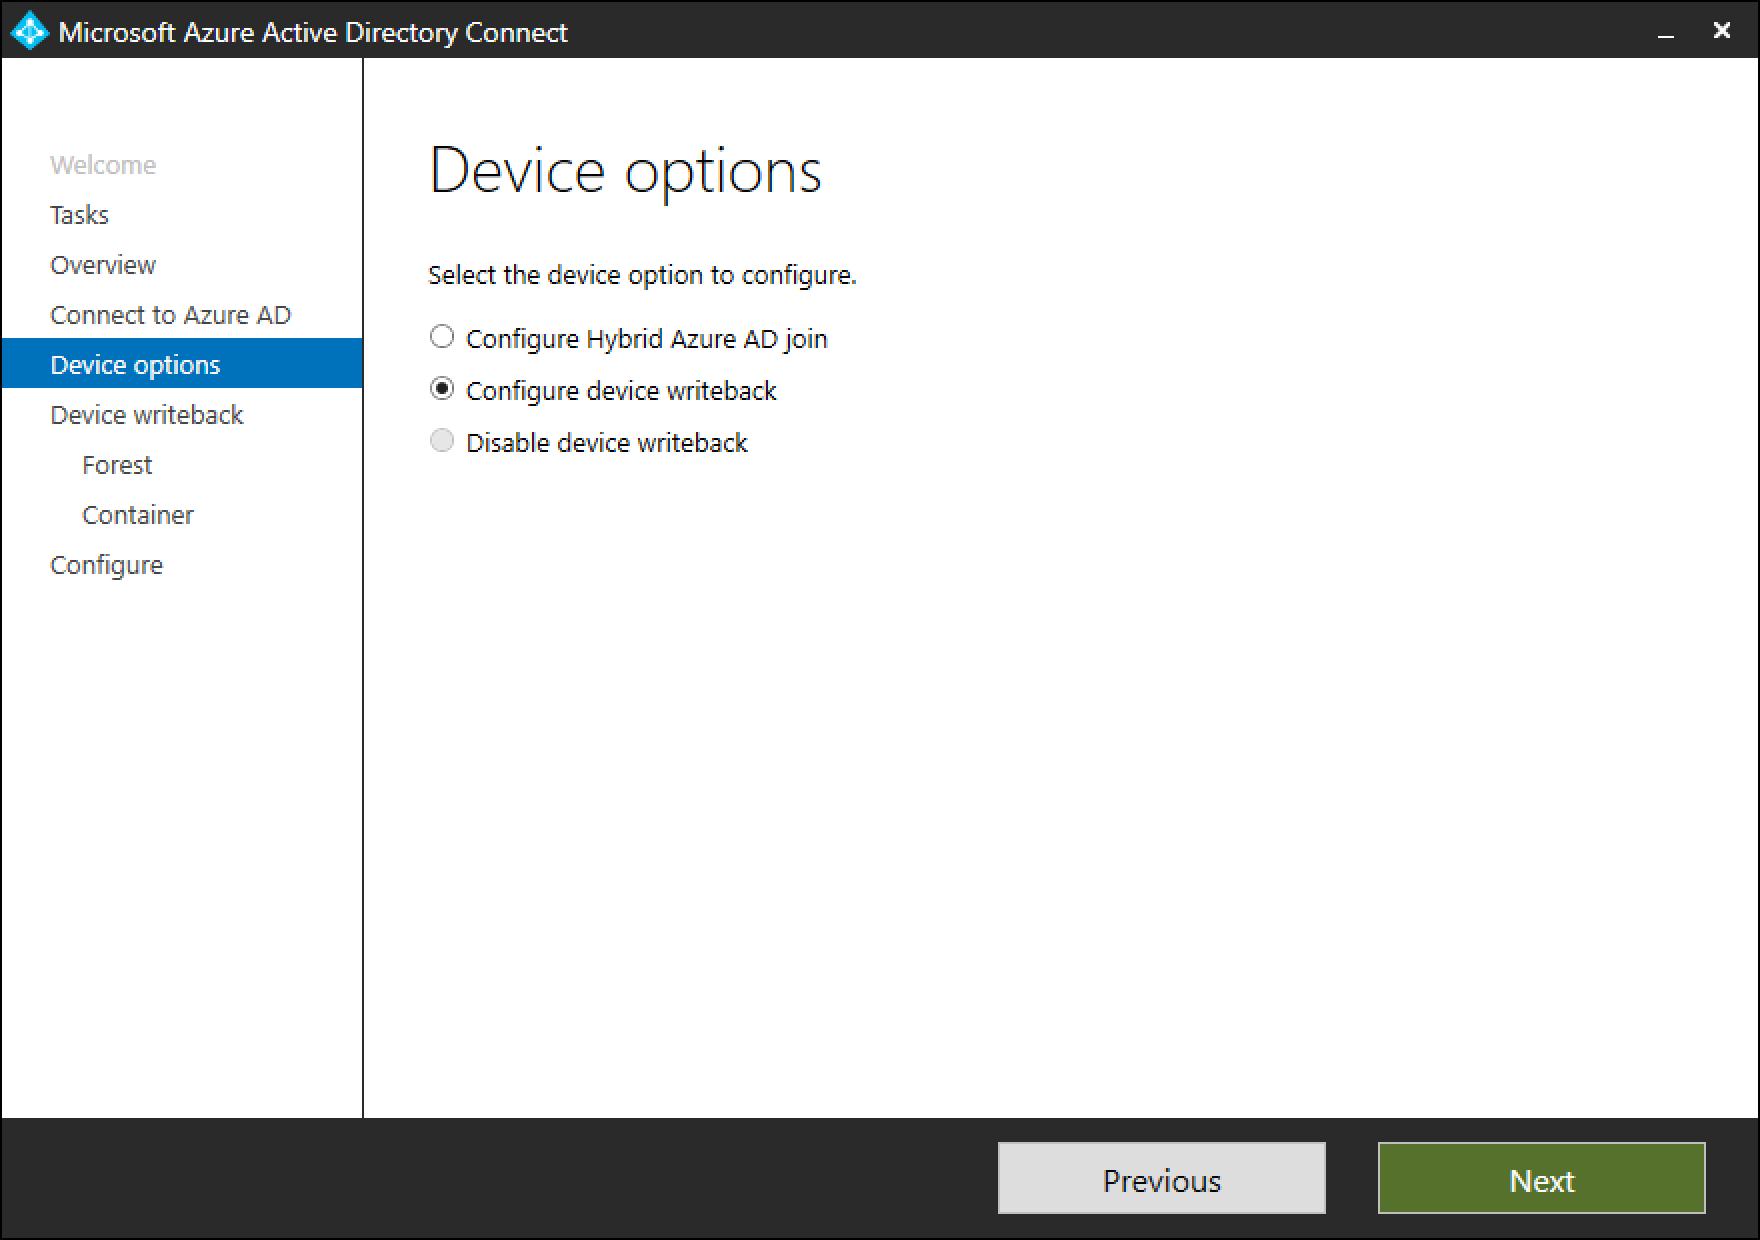 Microsoft Azure Active Directory Connect
Welcome
Tasks
Overview
Connect to Azure AD
Device options
Device writeback
Forest
Container
Configure
Device options
Select the device option to configure.
Configure Hybrid Azure AD join
Configure device writeback
Disable device writeback
Previous
Next